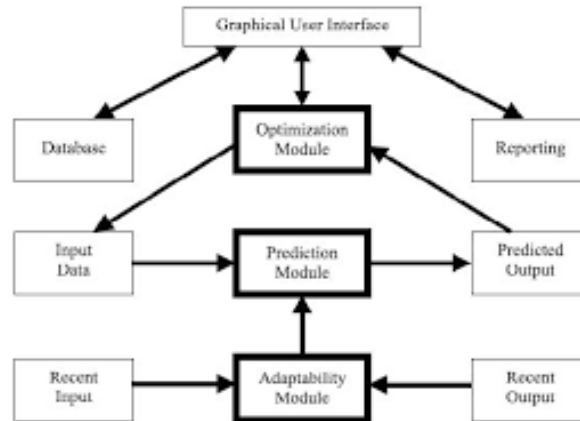 Graphical User Interface
Database
Optimization
Module
Reporting
Input
Data
Prediction
Module
Predicted
Output
Recent
Input
Adaptability
Module
Recent
Output